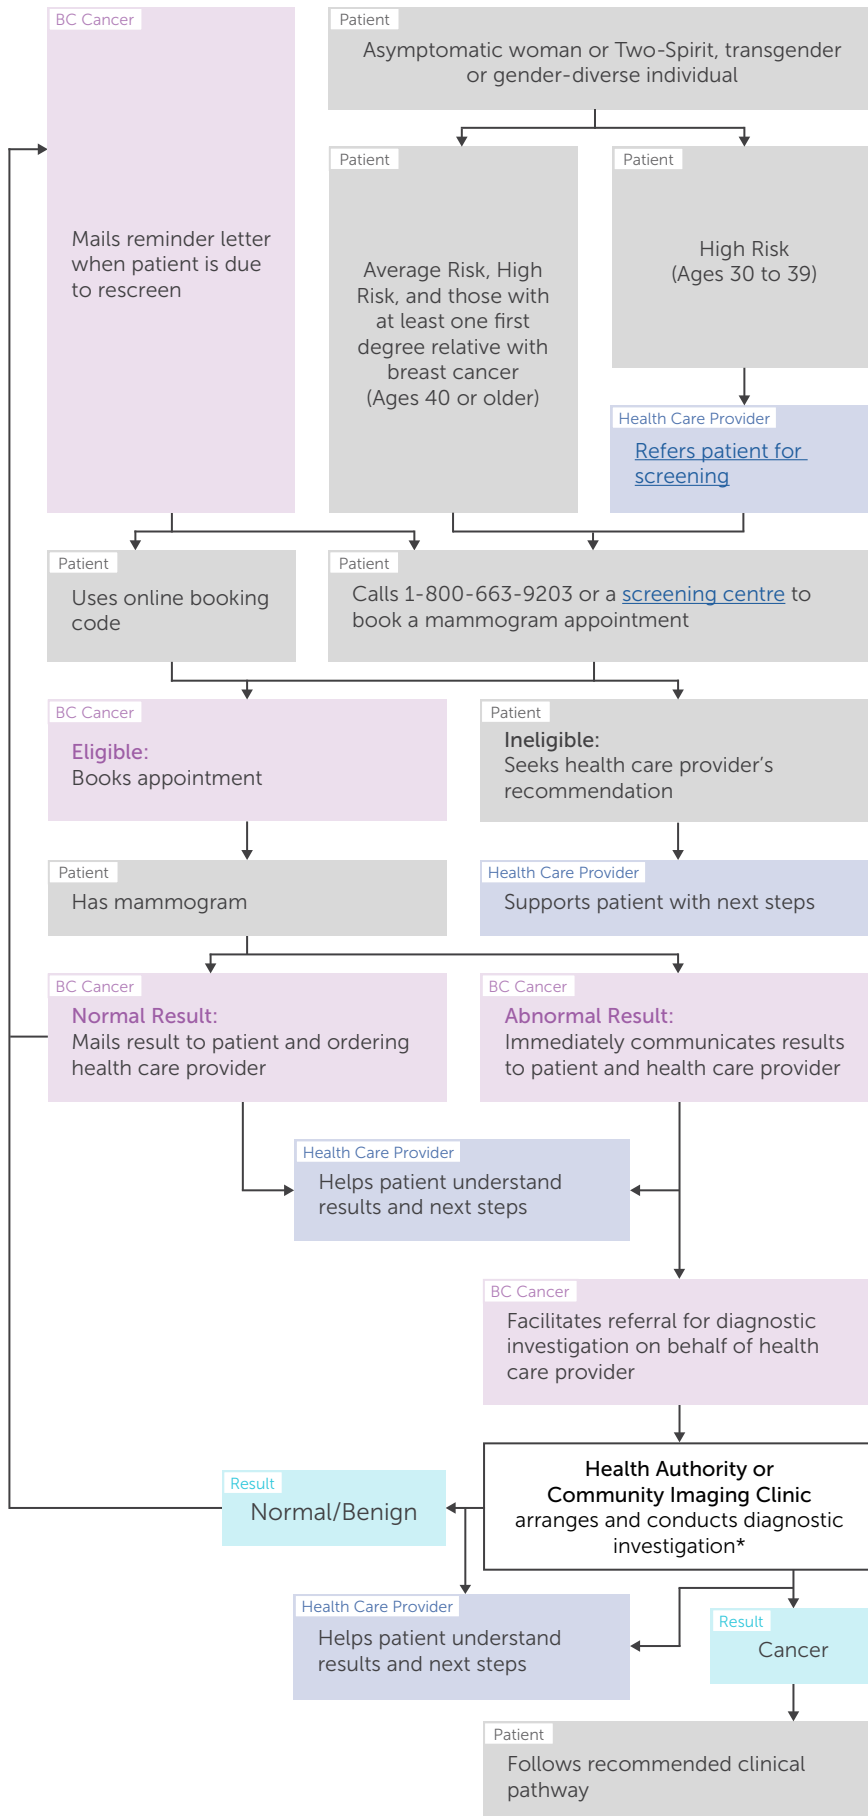 BC Cancer
Mails reminder letter
when patient is due
to rescreen
Patient
Asymptomatic woman or Two-Spirit, transgender
or gender-diverse individual
Patient
Average Risk, High
Risk, and those with
at least one first
degree relative with
breast cancer
(Ages 40 or older)
Patient
High Risk
(Ages 30 to 39)
Health Care Provider
Refers patient for
screening
Patient
Uses online booking
code
Patient
Calls 1-800-663-9203 or a screening centre to
book a mammogram appointment
BC Cancer
Eligible:
Books appointment
Patient
Ineligible:
Seeks health care provider's
recommendation
Patient
Has mammogram
Health Care Provider
Supports patient with next steps
BC Cancer
Normal Result:
Mails result to patient and ordering
health care provider
BC Cancer
Abnormal Result:
Immediately communicates results
to patient and health care provider
Health Care Provider
Helps patient understand
results and next steps
BC Cancer
Facilitates referral for diagnostic
investigation on behalf of health
care provider
Health Authority or
Community Imaging Clinic
arranges and conducts diagnostic
investigation*
Result
Normal/Benign
Health Care Provider
Helps patient understand
results and next steps
Result
Cancer
Patient
Follows recommended clinical
pathway